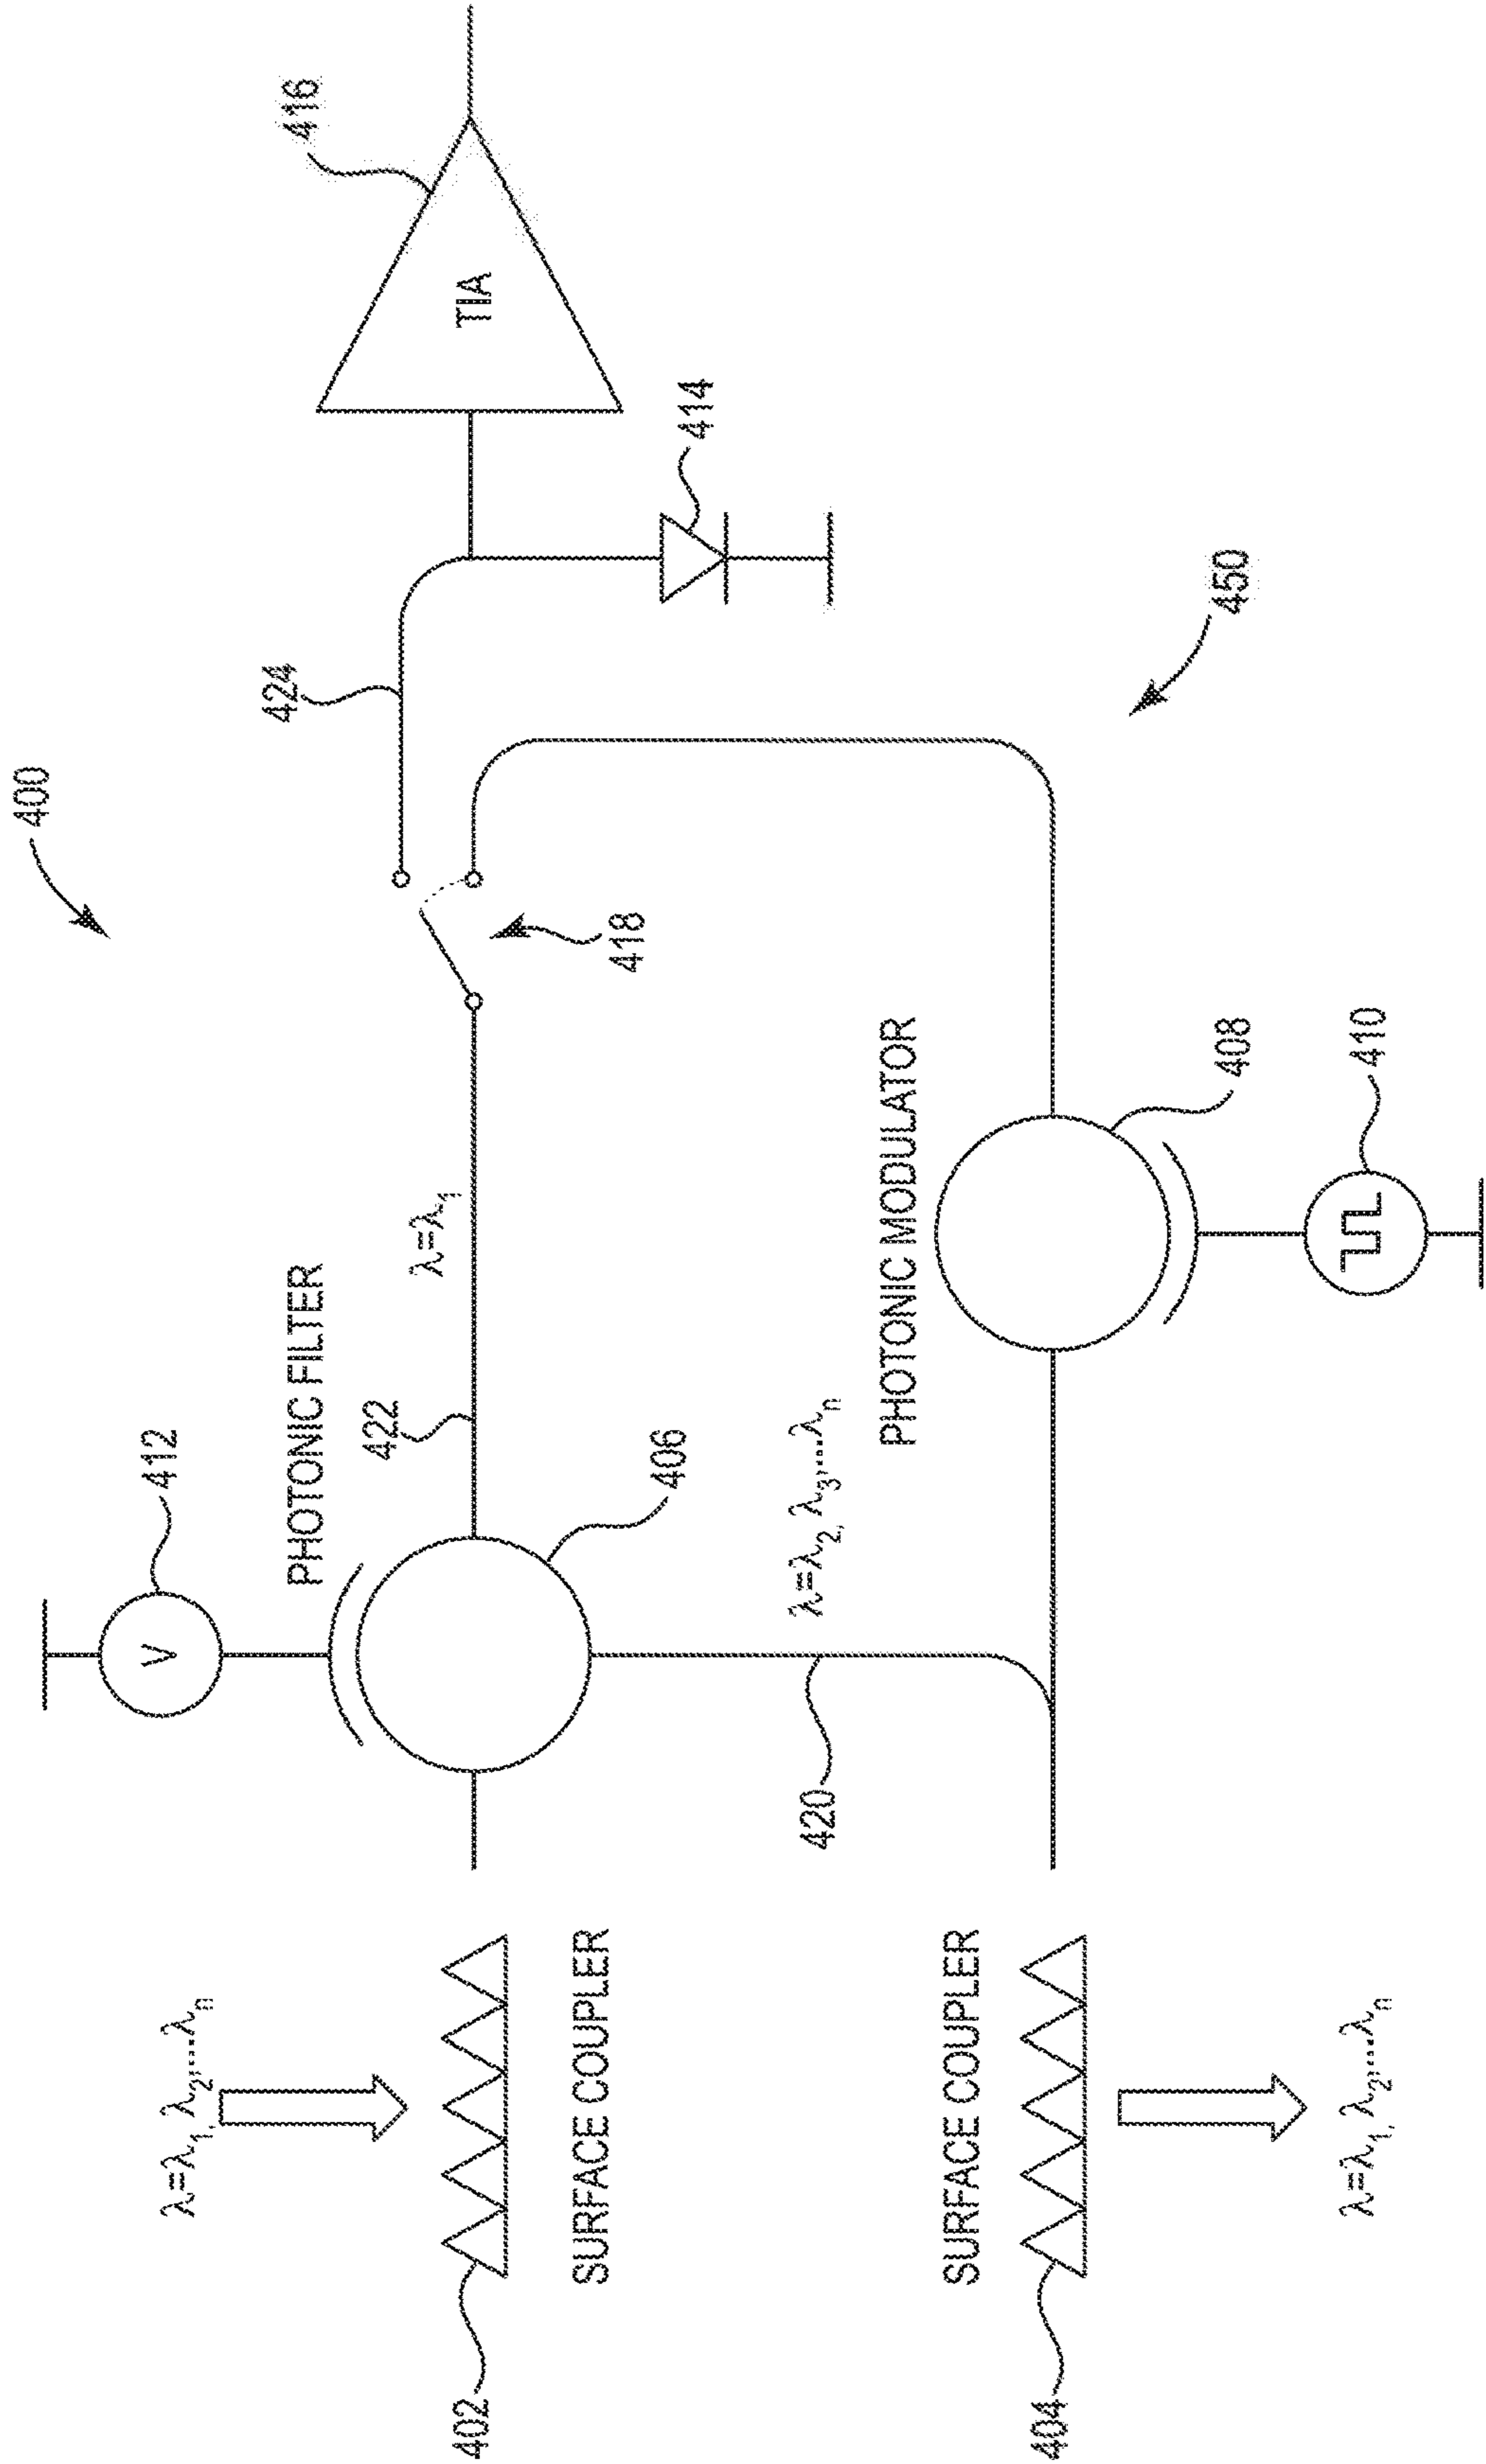 400
450
λ=λ1, λ2,...λn
402
SURFACE COUPLER
412
V
PHOTONIC FILTER
406
422
λ=λ1
418
424
TIA
416
414
420
λ=λ2, λ3,...λn
PHOTONIC MODULATOR
408
410
SURFACE COUPLER
404
λ=λ1, λ2,...λn